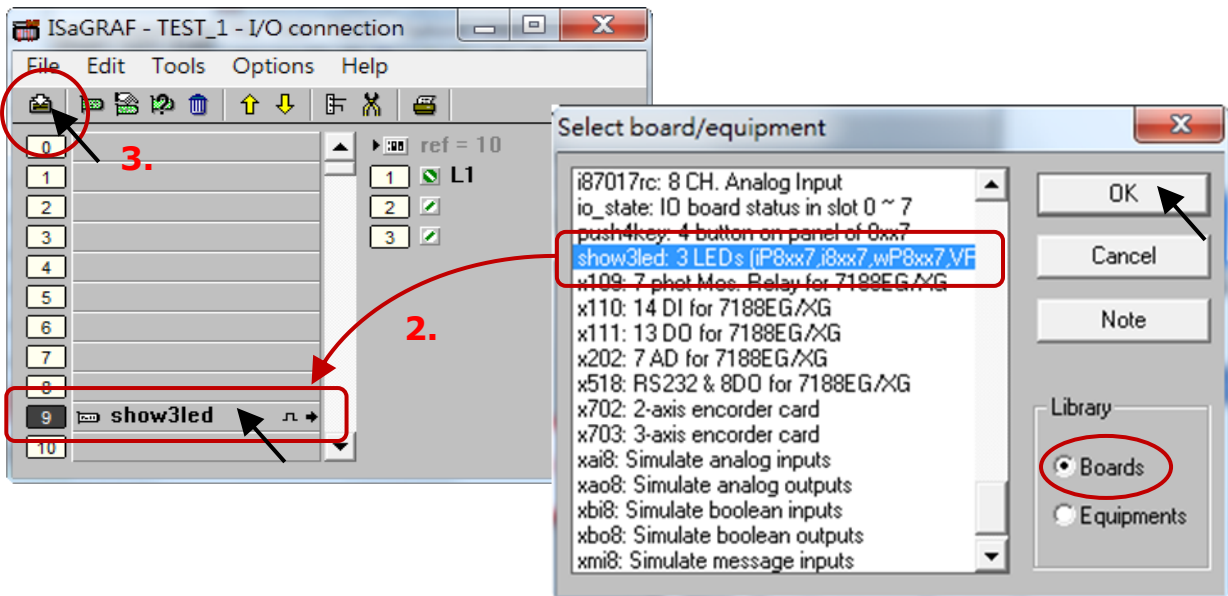 ISaGRAF - TEST_1 - I/O connection
File Edit Tools Options Help
0
1
2
3
4
5
6
7
8
9 show3led
10
3.
ref = 10
1 L1
2
3
2.
Select board/equipment
i87017rc: 8 CH. Analog Input
io_state: IO board status in slot 0 ~ 7
push4key: 4 button on panel of 8xx7
show3led: 3 LEDs (iP8xx7,i8xx7,wP8xx7,VF
x109: 7 phot Mos. Relay for 7188EG/XG
x110: 14 DI for 7188EG/XG
x111: 13 DO for 7188EG/XG
x202: 7 AD for 7188EG/XG
x518: RS232 & 8DO for 7188EG/XG
x702: 2-axis encorder card
x703: 3-axis encorder card
xai8: Simulate analog inputs
xao8: Simulate analog outputs
xbi8: Simulate boolean inputs
xbo8: Simulate boolean outputs
xmi8: Simulate message inputs
OK
Cancel
Note
Library
Boards
Equipments